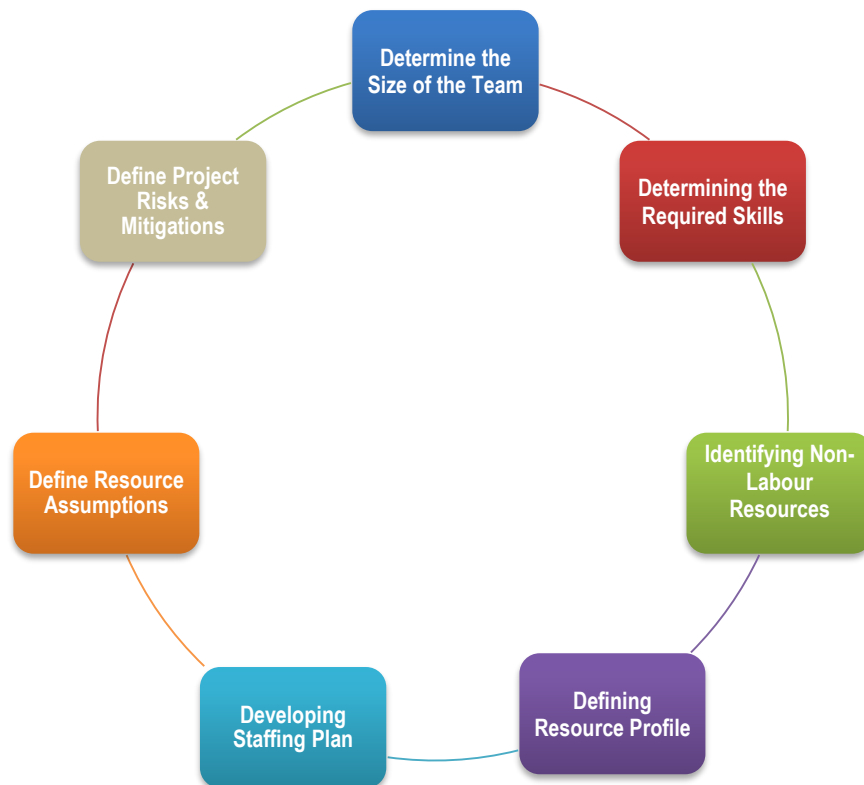 Determine the
Size of the Team
Determining the
Required Skills
Identifying Non-
Labour
Resources
Defining
Resource Profile
Developing
Staffing Plan
Define Resource
Assumptions
Define Project
Risks &
Mitigations